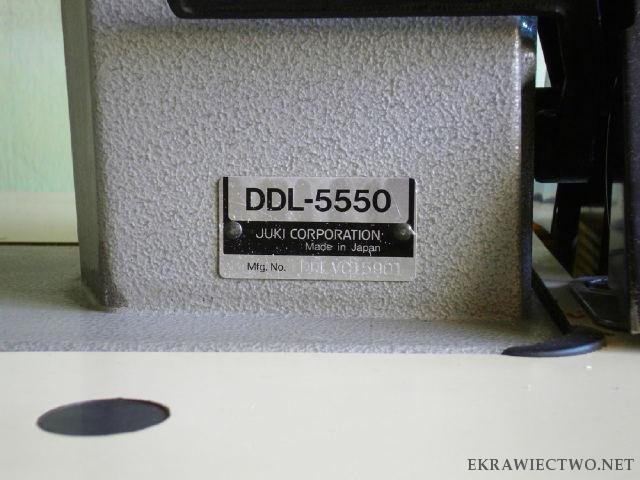 DDL-5550
JUKI CORPORATION
Made in Japan
Mfg. No.
EKRAWIECTWO.NET